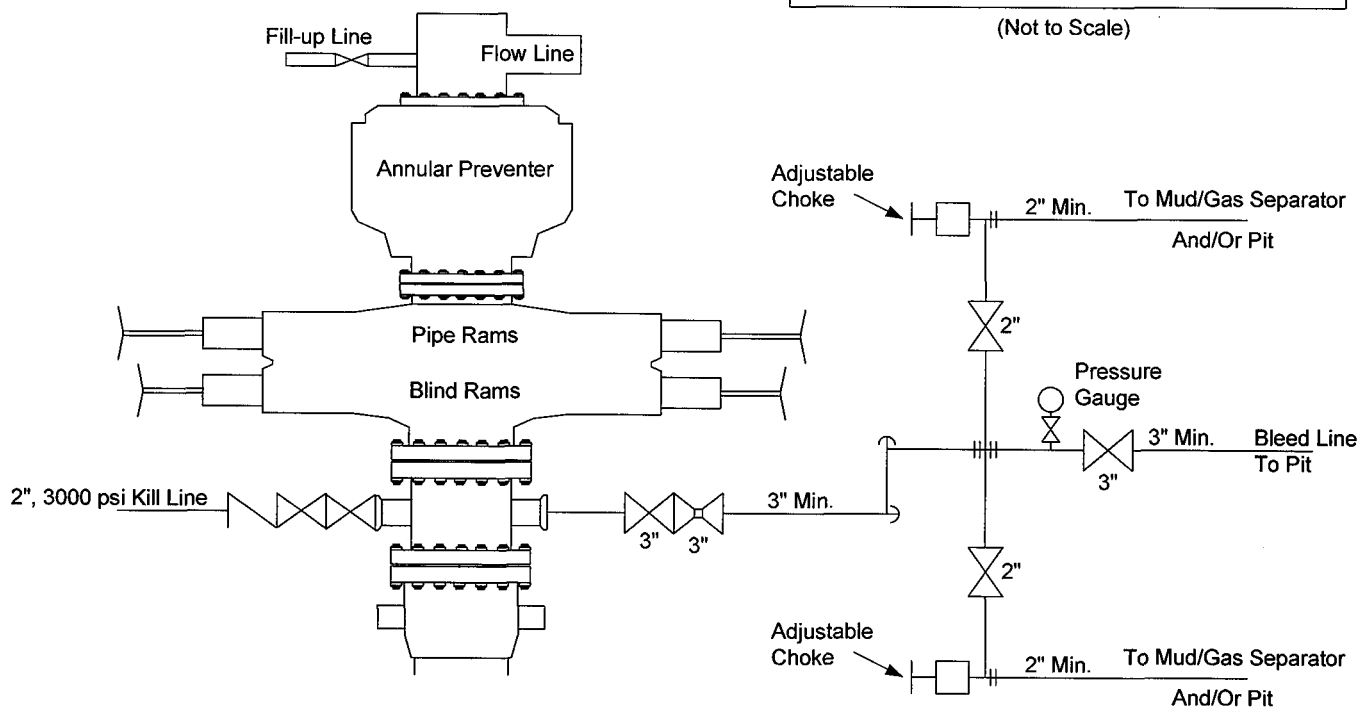 (Not to Scale)
Fill-up Line
Flow Line
Annular Preventer
Adjustable
Choke
2" Min.
To Mud/Gas Separator
And/Or Pit
2"
Pipe Rams
Blind Rams
Pressure
Gauge
3" Min.
Bleed Line
To Pit
3"
2", 3000 psi Kill Line
3"
3"
3" Min.
2"
Adjustable
Choke
2" Min.
To Mud/Gas Separator
And/Or Pit